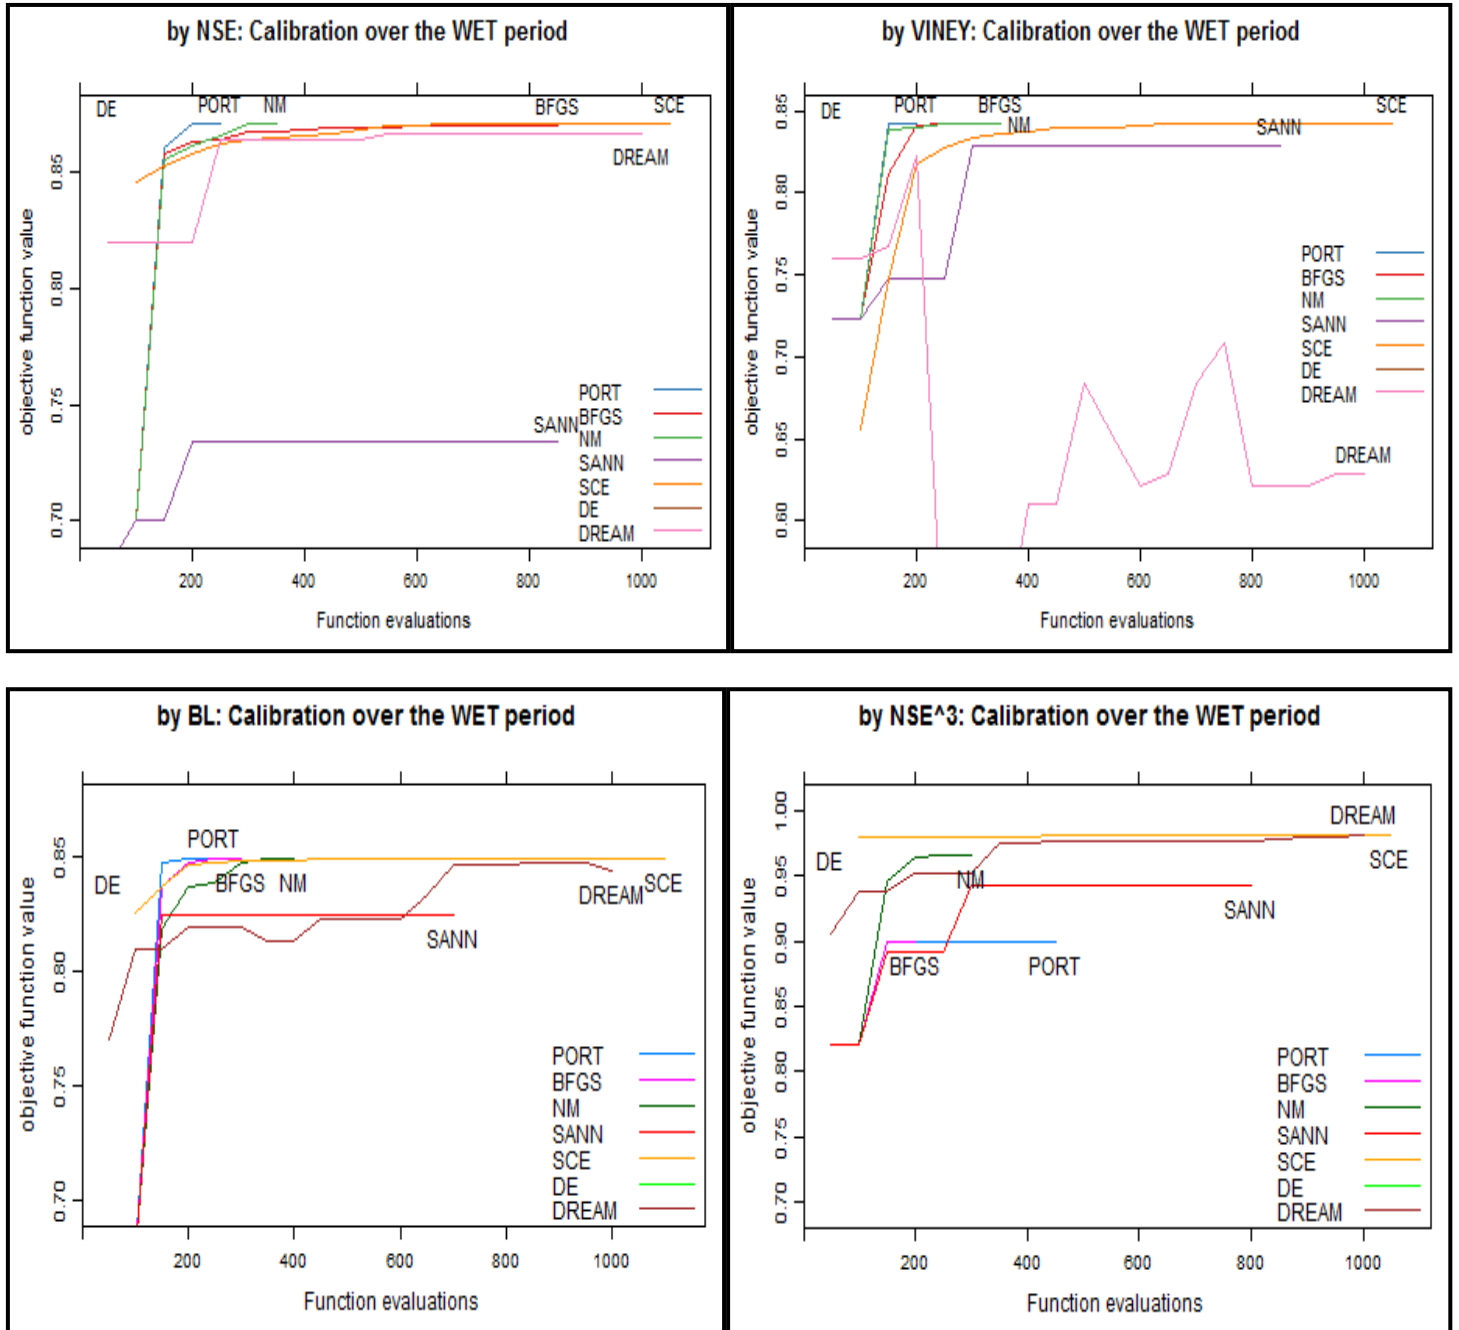 by NSE: Calibration over the WET period
DE
PORT
NM
BFGS
SCE
DREAM
SANN
objective function value
0.85
0.80
0.75
0.70
PORT
BFGS
NM
SANN
SCE
DE
DREAM
200 400 600 800 1000
Function evaluations
by VINEY: Calibration over the WET period
DE
PORT
BFGS
SCE
NM
SANN
DREAM
objective function value
0.85
0.80
0.75
0.70
0.65
0.60
PORT
BFGS
NM
SANN
SCE
DE
DREAM
200 400 600 800 1000
Function evaluations
by BL: Calibration over the WET period
PORT
DE
BFGS
NM
DREAM
SCE
SANN
objective function value
0.85
0.80
0.75
0.70
PORT
BFGS
NM
SANN
SCE
DE
DREAM
200 400 600 800 1000
Function evaluations
by NSE^3: Calibration over the WET period
DREAM
DE
SCE
NM
SANN
BFGS
PORT
objective function value
1.00
0.95
0.90
0.85
0.80
0.75
0.70
PORT
BFGS
NM
SANN
SCE
DE
DREAM
200 400 600 800 1000
Function evaluations